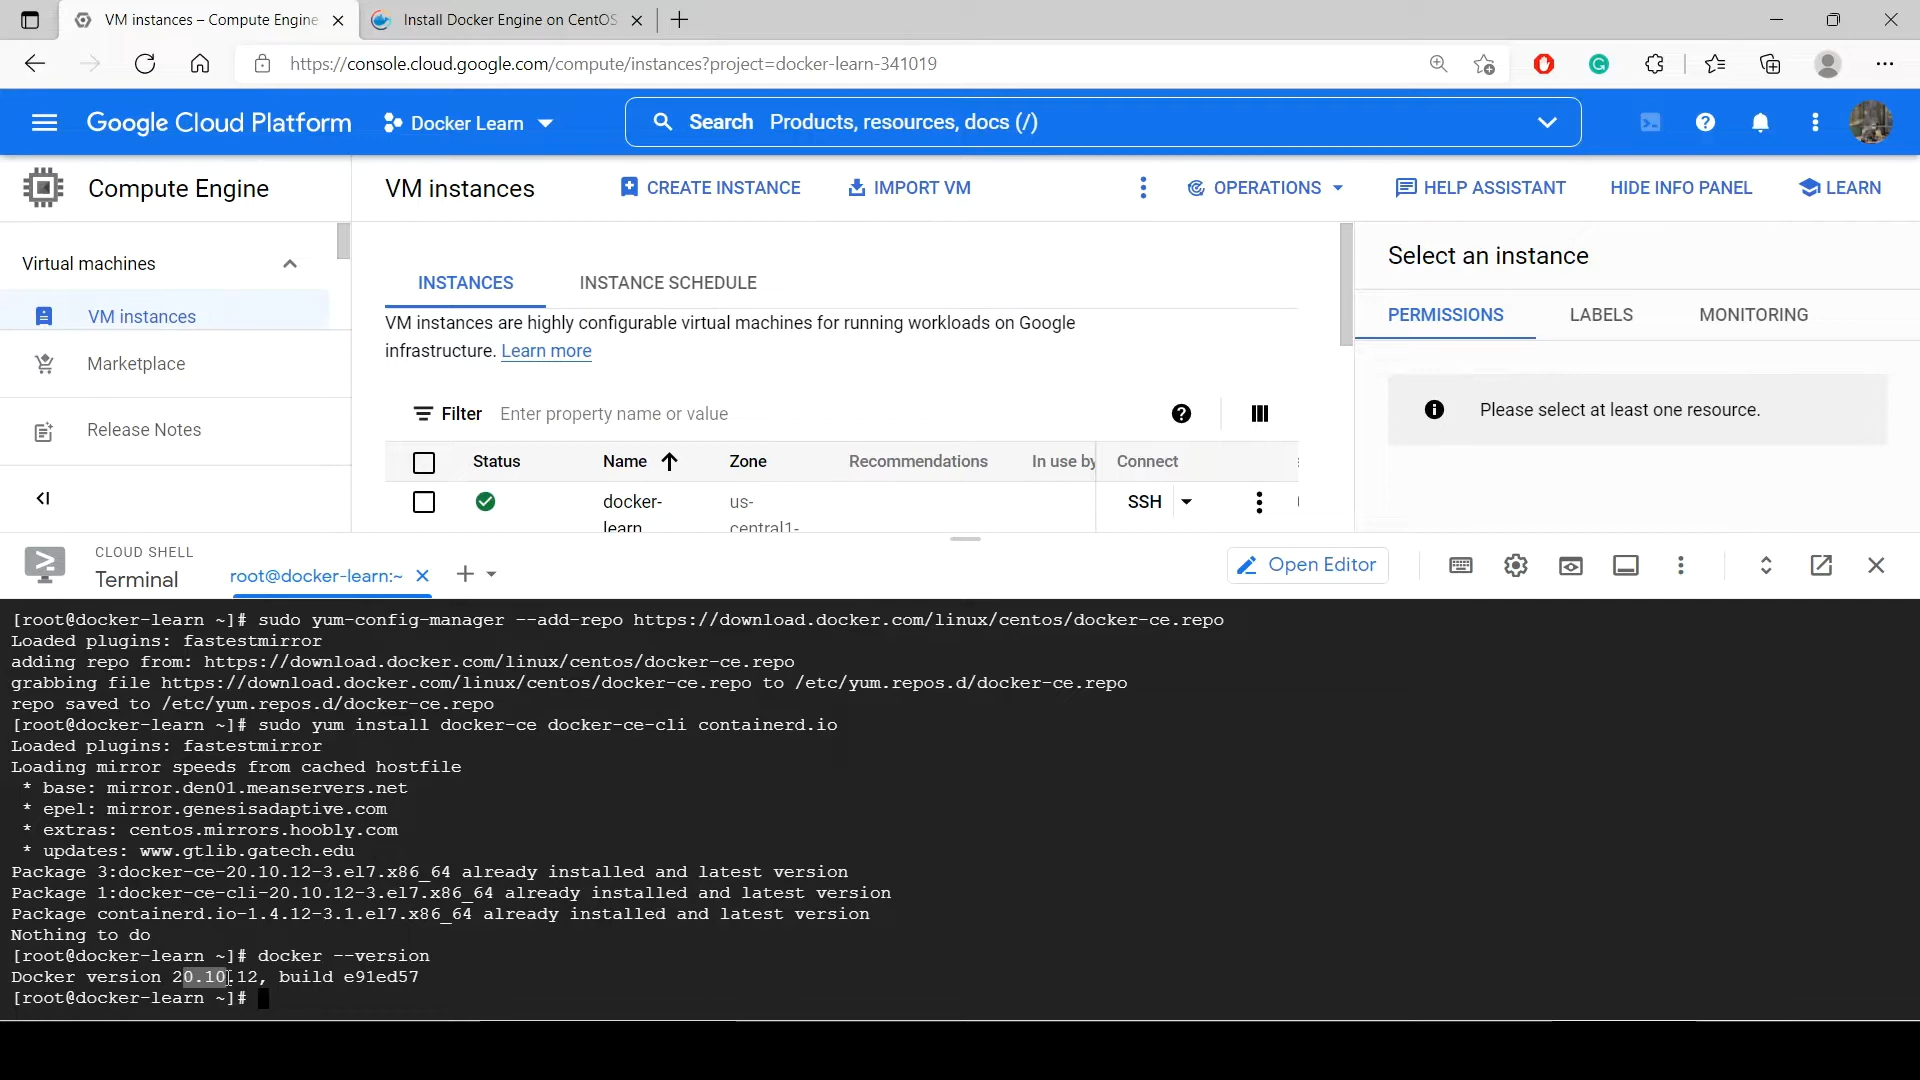 VM instances – Compute Engine
Install Docker Engine on CentOS
https://console.cloud.google.com/compute/instances?project=docker-learn-341019
Google Cloud Platform
Docker Learn
Search Products, resources, docs (/)
Compute Engine
VM instances
CREATE INSTANCE
IMPORT VM
OPERATIONS
HELP ASSISTANT
HIDE INFO PANEL
LEARN
Virtual machines
VM instances
Marketplace
Release Notes
INSTANCES
INSTANCE SCHEDULE
VM instances are highly configurable virtual machines for running workloads on Google
infrastructure. Learn more
Filter Enter property name or value
Status Name Zone Recommendations In use by Connect
docker- us- SSH
learn central1-
Select an instance
PERMISSIONS LABELS MONITORING
Please select at least one resource.
CLOUD SHELL
Terminal
root@docker-learn:~
Open Editor
[root@docker-learn ~]# sudo yum-config-manager --add-repo https://download.docker.com/linux/centos/docker-ce.repo
Loaded plugins: fastestmirror
adding repo from: https://download.docker.com/linux/centos/docker-ce.repo
grabbing file https://download.docker.com/linux/centos/docker-ce.repo to /etc/yum.repos.d/docker-ce.repo
repo saved to /etc/yum.repos.d/docker-ce.repo
[root@docker-learn ~]# sudo yum install docker-ce docker-ce-cli containerd.io
Loaded plugins: fastestmirror
Loading mirror speeds from cached hostfile
* base: mirror.den01.meanservers.net
* epel: mirror.genesisadaptive.com
* extras: centos.mirrors.hoobly.com
* updates: www.gtlib.gatech.edu
Package 3:docker-ce-20.10.12-3.el7.x86_64 already installed and latest version
Package 1:docker-ce-cli-20.10.12-3.el7.x86_64 already installed and latest version
Package containerd.io-1.4.12-3.1.el7.x86_64 already installed and latest version
Nothing to do
[root@docker-learn ~]# docker --version
Docker version 20.10.12, build e91ed57
[root@docker-learn ~]#